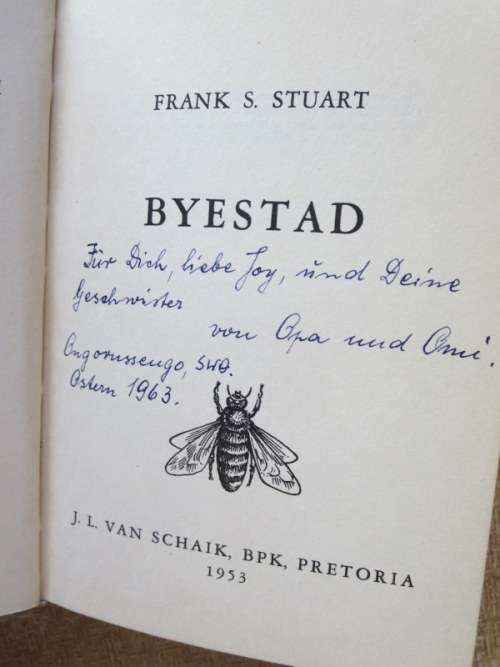 FRANK S. STUART
BYESTAD
Für Dich, liebe Joy, und Deine
Geschwister
von Opa und Omi.
Ongorussengo, SWA.
Ostern 1963.
J. L. VAN SCHAIK, BPK, PRETORIA
1953